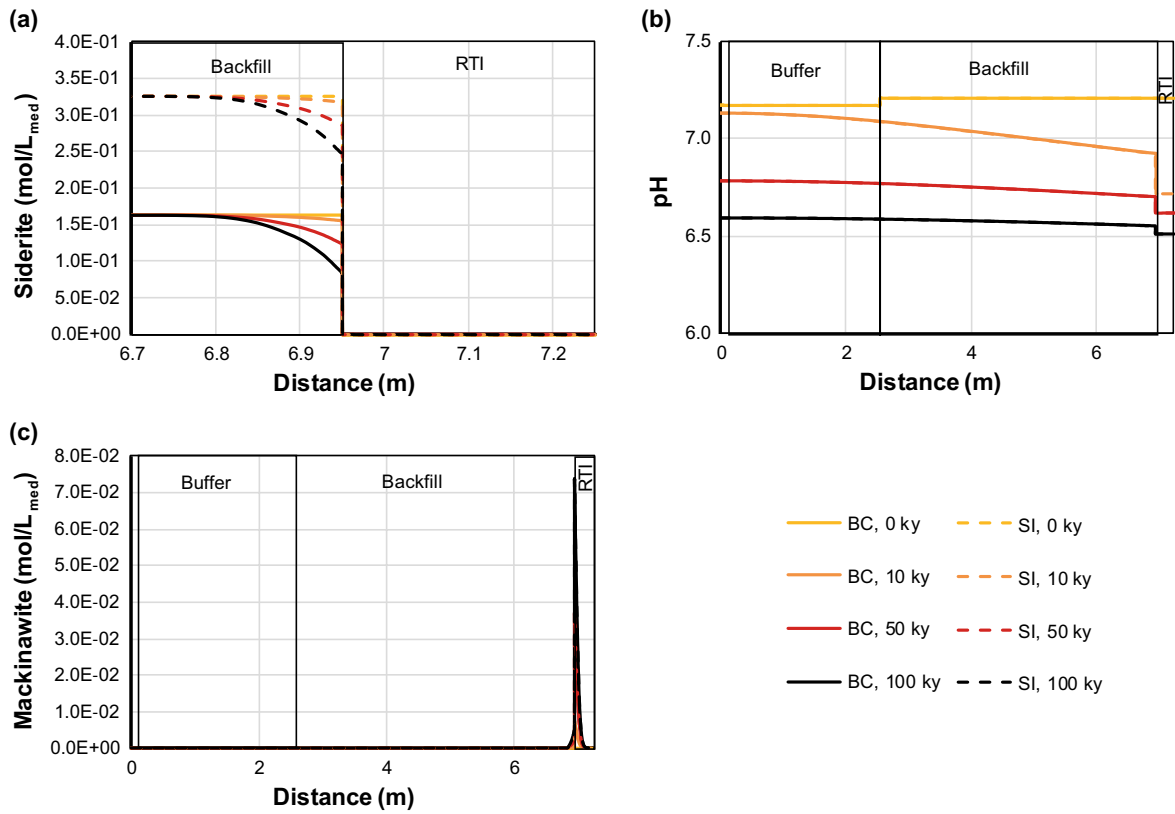 (a)
4.0E-01
3.5E-01
3.0E-01
2.5E-01
2.0E-01
1.5E-01
1.0E-01
5.0E-02
0.0E+00
Siderite (mol/Lmed)
Backfill
RTI
6.7 6.8 6.9 7 7.1 7.2
Distance (m)
(b)
7.5
7.0
6.5
6.0
pH
Buffer
Backfill
RTI
0 2 4 6
Distance (m)
(c)
8.0E-02
7.0E-02
6.0E-02
5.0E-02
4.0E-02
3.0E-02
2.0E-02
1.0E-02
0.0E+00
Mackinawite (mol/Lmed)
Buffer
Backfill
RTI
0 2 4 6
Distance (m)
BC, 0 ky SI, 0 ky
BC, 10 ky SI, 10 ky
BC, 50 ky SI, 50 ky
BC, 100 ky SI, 100 ky